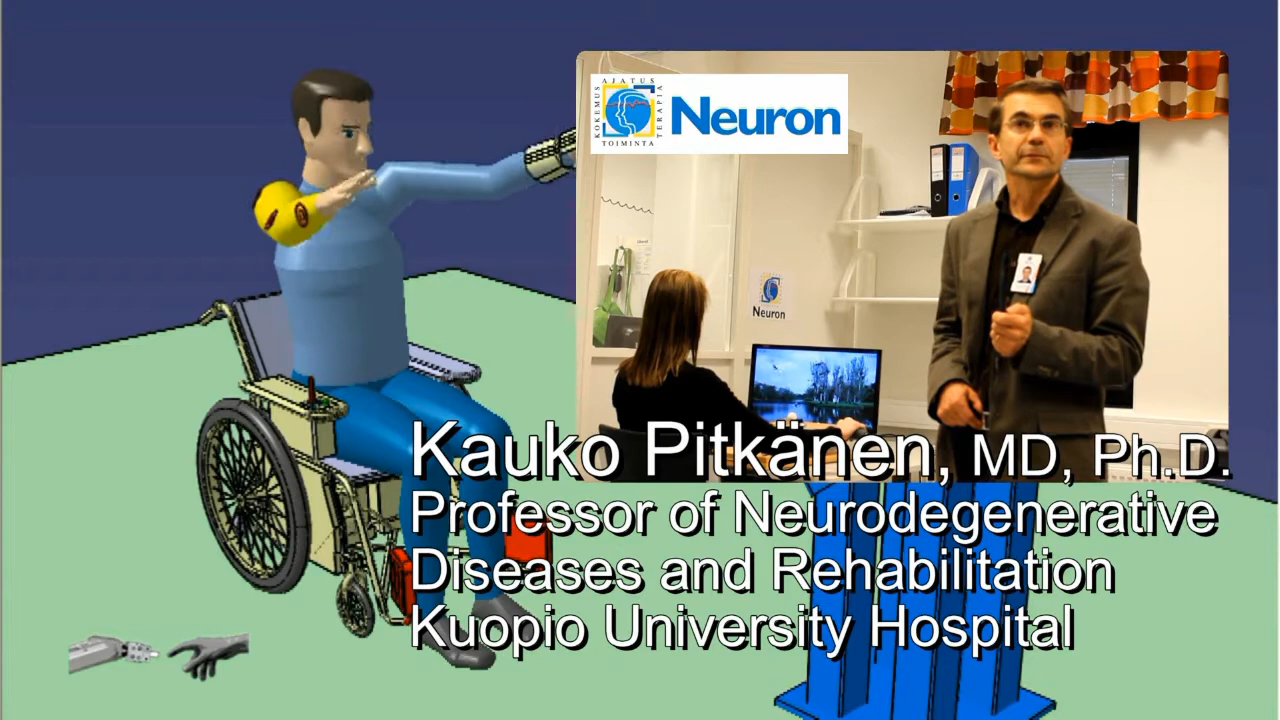 AJATUS
KOKEMUS
TERAPIA
TOIMINTA
Neuron
Neuron
Kauko Pitkänen, MD, Ph.D.
Professor of Neurodegenerative
Diseases and Rehabilitation
Kuopio University Hospital